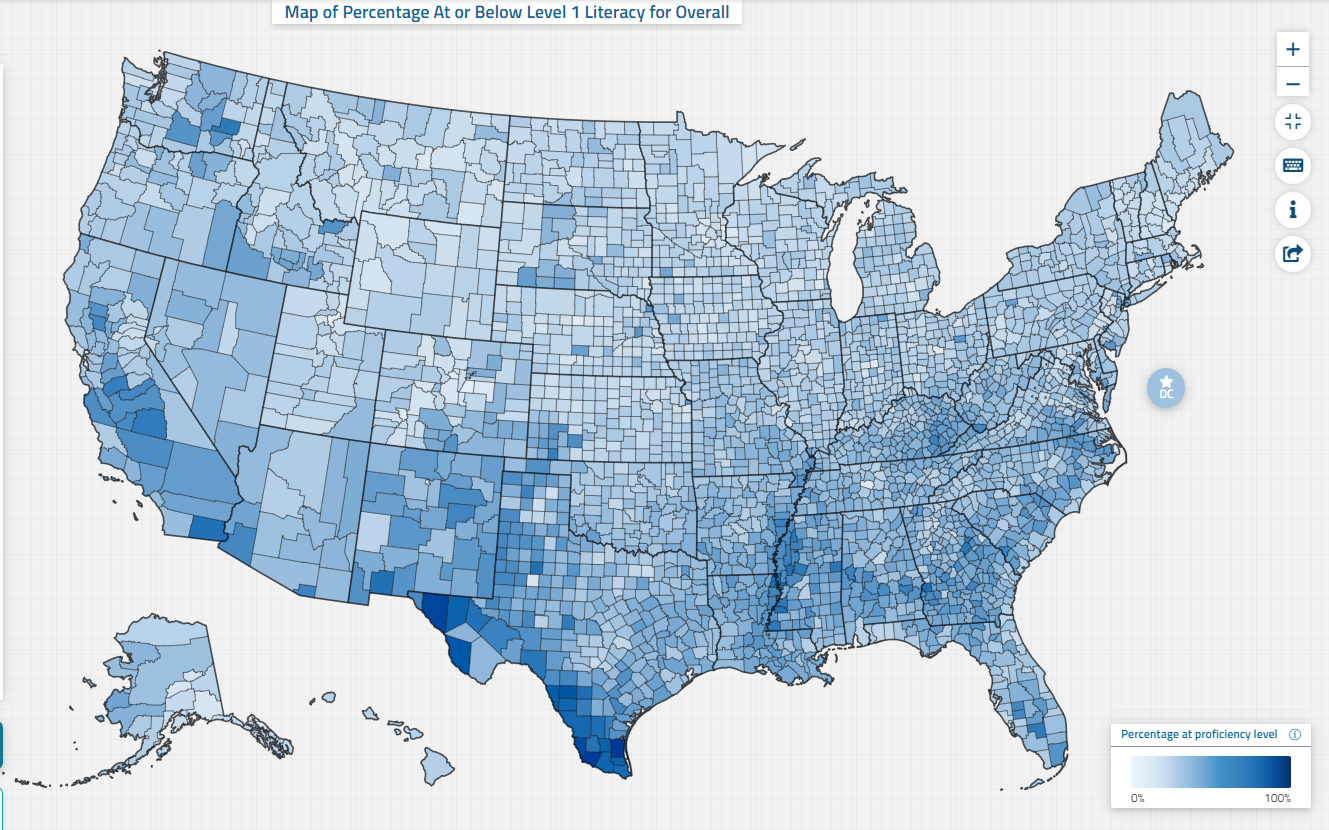 Map of Percentage At or Below Level 1 Literacy for Overall
DC
Percentage at proficiency level
0%
100%